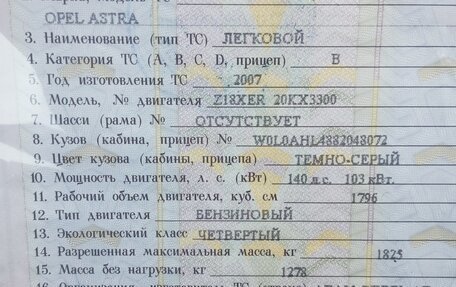 OPEL ASTRA
3. Наименование (тип ТС) ЛЕГКОВОЙ
4. Категория ТС (А, В, С, D, прицеп) В
5. Год изготовления ТС 2007
6. Модель, № двигателя Z18XER 20KX3300
7. Шасси (рама) № ОТСУТСТВУЕТ
8. Кузов (кабина, прицеп) № W0L0AHL4882048072
9. Цвет кузова (кабины, прицепа) ТЕМНО-СЕРЫЙ
10. Мощность двигателя, л. с. (кВт) 140 л.с. 103 кВт.
11. Рабочий объем двигателя, куб. см 1796
12. Тип двигателя БЕНЗИНОВЫЙ
13. Экологический класс ЧЕТВЕРТЫЙ
14. Разрешенная максимальная масса, кг 1825
15. Масса без нагрузки, кг 1278